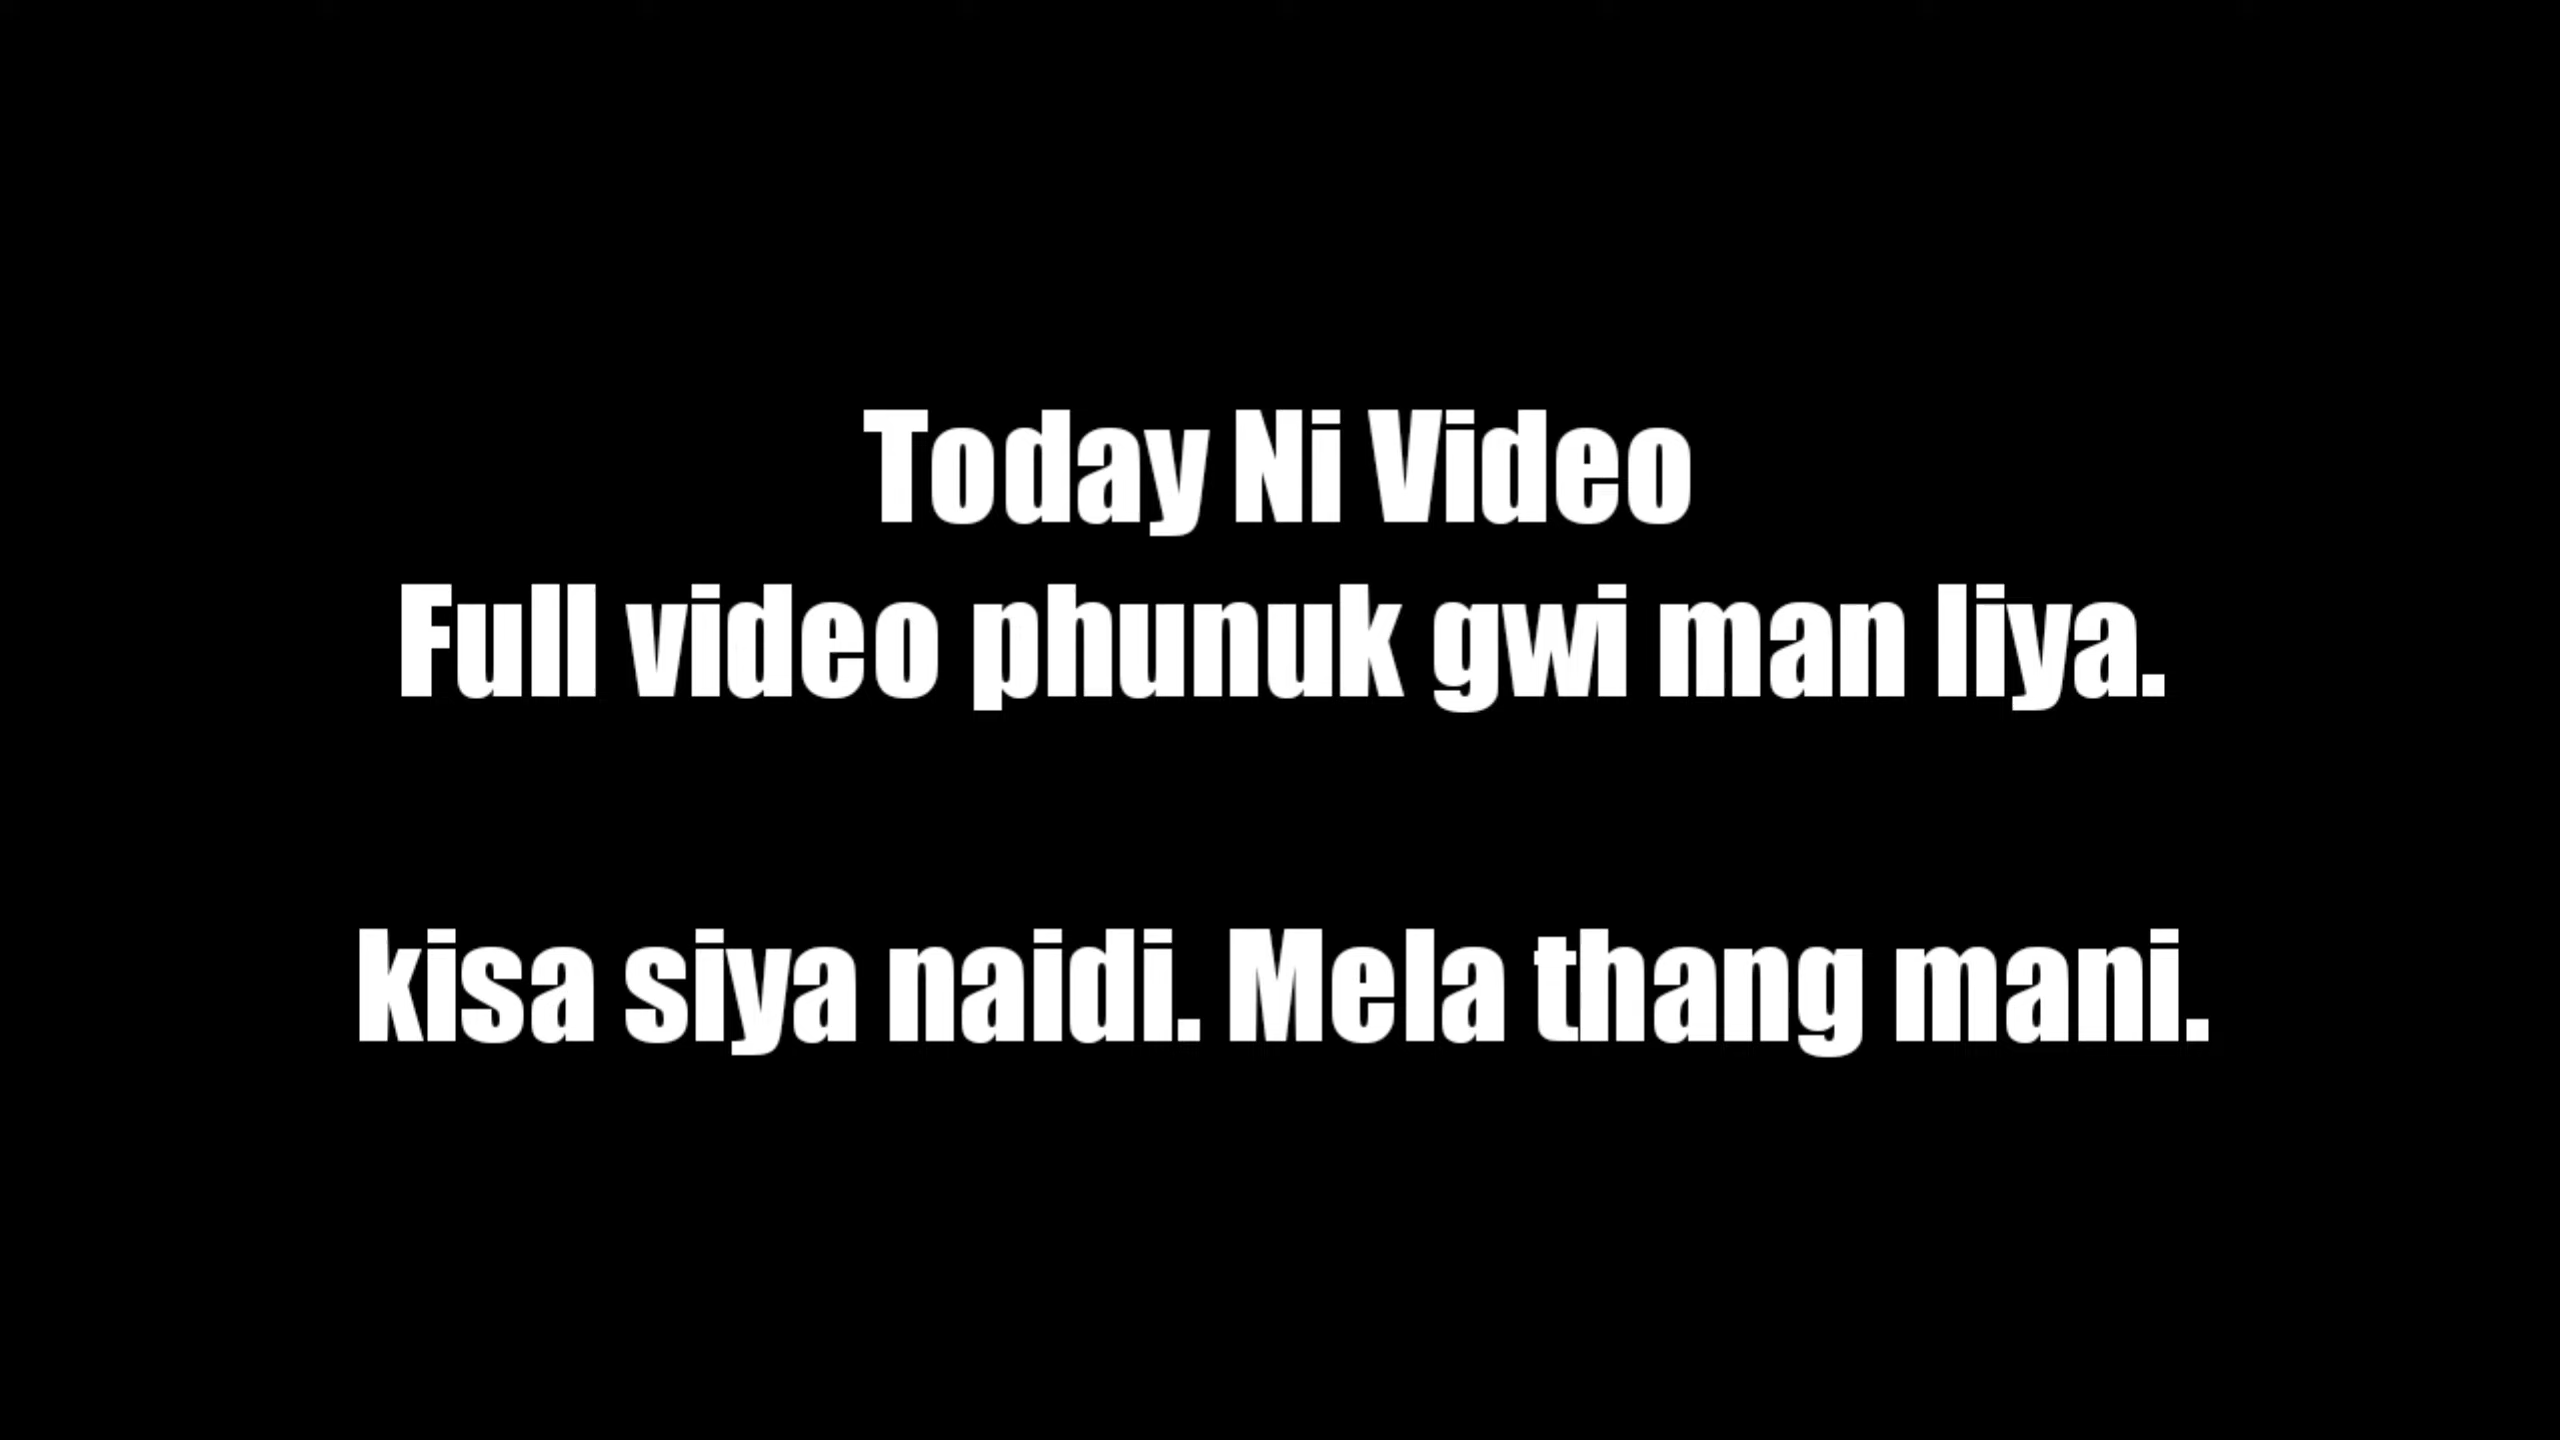 Today Ni Video
Full video phunuk gwi man liya.
kisa siya naidi. Mela thang mani.